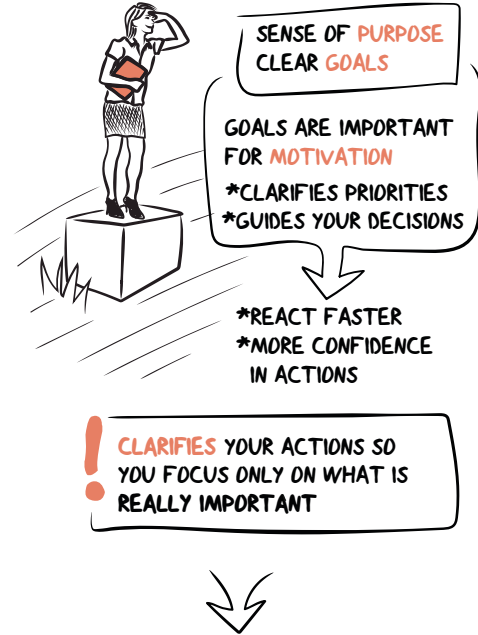 SENSE OF PURPOSE
CLEAR GOALS
GOALS ARE IMPORTANT
FOR MOTIVATION
*CLARIFIES PRIORITIES
*GUIDES YOUR DECISIONS
*REACT FASTER
*MORE CONFIDENCE
IN ACTIONS
! CLARIFIES YOUR ACTIONS SO
YOU FOCUS ONLY ON WHAT IS
REALLY IMPORTANT